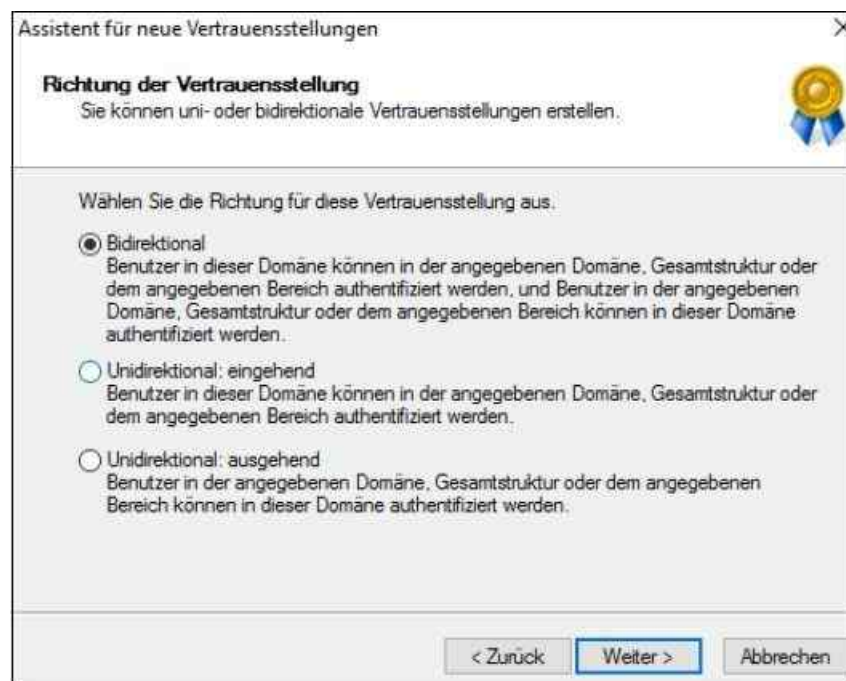 Assistent für neue Vertrauensstellungen
Richtung der Vertrauensstellung
Sie können uni- oder bidirektionale Vertrauensstellungen erstellen.
Wählen Sie die Richtung für diese Vertrauensstellung aus.
Bidirektional
Benutzer in dieser Domäne können in der angegebenen Domäne, Gesamtstruktur oder
dem angegebenen Bereich authentifiziert werden, und Benutzer in der angegebenen
Domäne, Gesamtstruktur oder dem angegebenen Bereich können in dieser Domäne
authentifiziert werden.
Unidirektional: eingehend
Benutzer in dieser Domäne können in der angegebenen Domäne, Gesamtstruktur oder
dem angegebenen Bereich authentifiziert werden.
Unidirektional: ausgehend
Benutzer in der angegebenen Domäne, Gesamtstruktur oder dem angegebenen
Bereich können in dieser Domäne authentifiziert werden.
< Zurück Weiter > Abbrechen